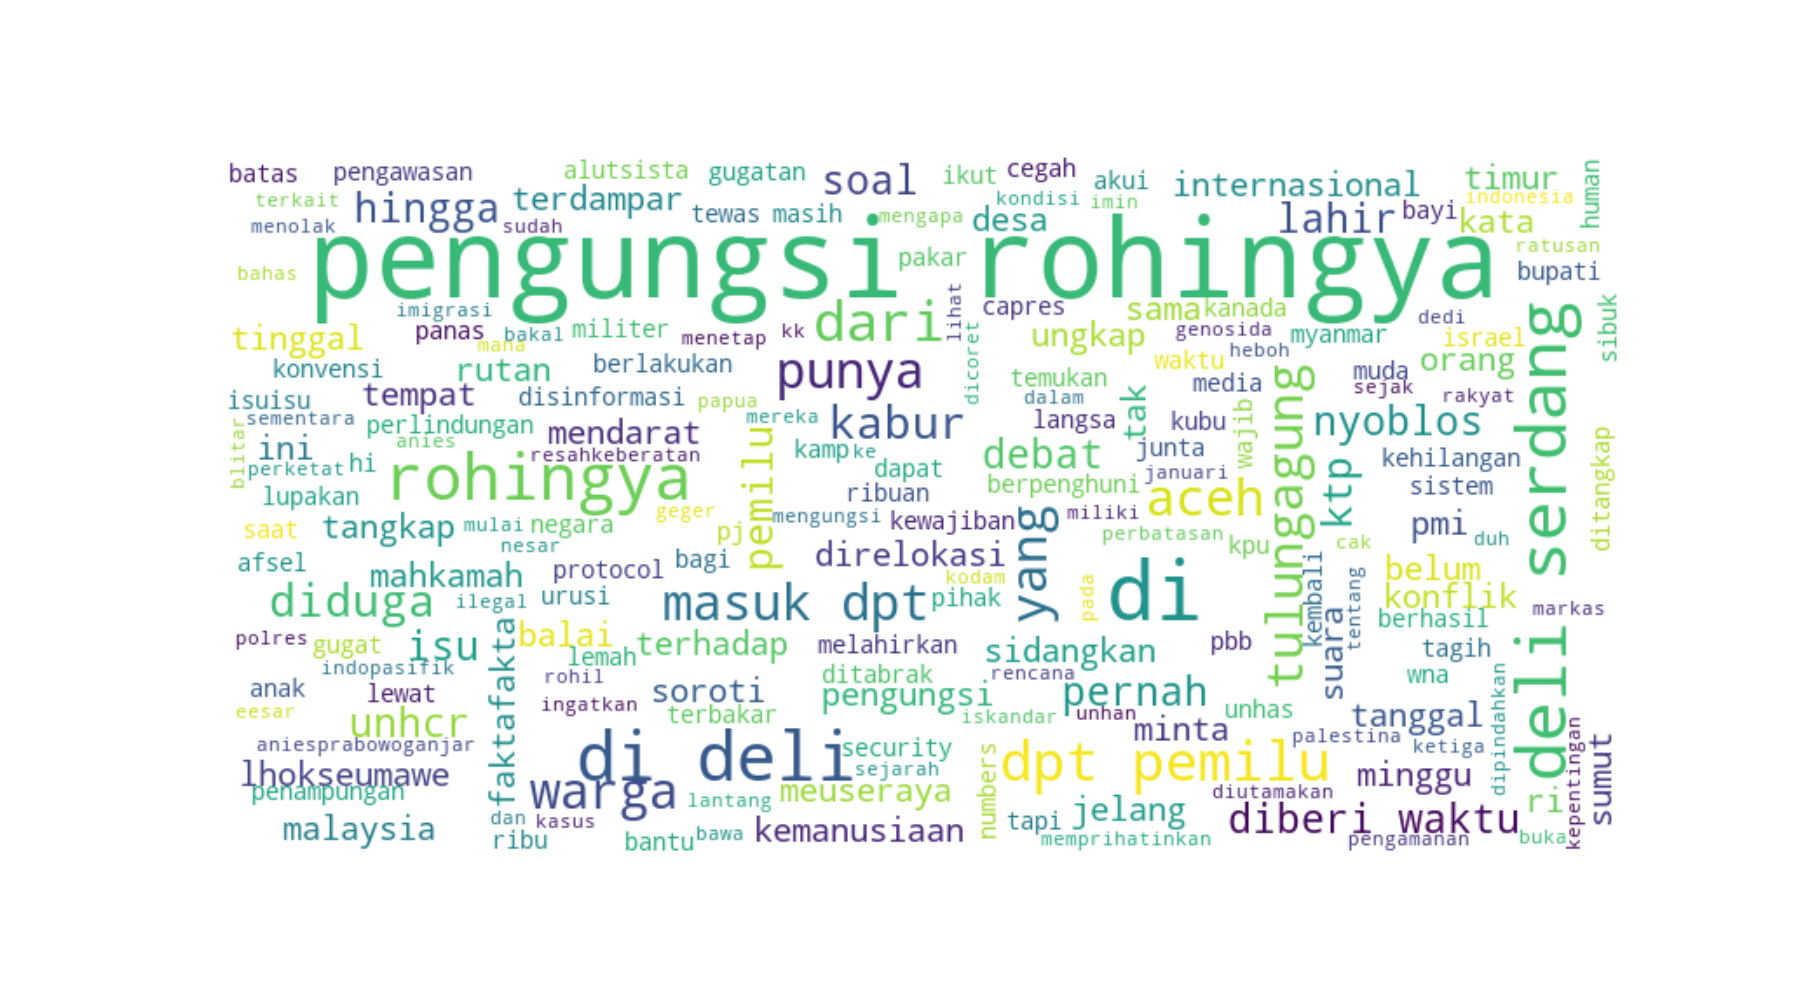 batas pengawasan alutsista gugatan soal ikut cegah akui internasional timur human
terkait hingga terdampar tewas masih mengapa kondisi imin desa lahir bayi indonesia kata
menolak sudah ratusan
pengungsi rohingya
bahas pakar bupati
imigrasi lihat capres sama kanada dedi sibuk
tinggal panas bakal militer menetap kk dari ungkap genosida myanmar israel
maha heboh
konvensi rutan berlakukan punya dicoret waktu orang
isuisu tempat disinformasi papua temukan dalam media muda sejak rakyat
sementara perlindungan mendarat mereka kabur langsa tak kubu wajib nyoblos
blitar ini anies resahkeberatan pemilu kamp ke debat junta tulungagung ktp kehilangan serdang ditangkap
perketat hi rohingya dapat januari
lupakan ribuan berpenghuni aceh sistem
saat tangkap mulai negara geger pj mengungsi kewajiban yang miliki pmi duh
nesar perbatasan kpu cak
afsel mahkamah protocol bagi direlokasi kodam belum
diduga ilegal urusi masuk dpt pihak pada di kembali tentang konflik markas
berhasil
polres gugat isu faktafakta balai terhadap melahirkan sidangkan pbb suara tagih deli
indopasifik lemah
anak lewat rohil soroti ditabrak rencana pernah wna dipindahkan
eesar unhcr ingatkan terbakar pengungsi iskandar unhan unhas tanggal
aniesprabowoganjar di deli security minta palestina ketiga kepentingan sumut
lhokseumawe sejarah numbers dpt pemilu minggu
penampungan warga lantang meuseraya diutamakan ri
malaysia dan kasus kemanusiaan tapi jelang diberi waktu
ribu bantu bawa memprihatinkan pengamanan buka